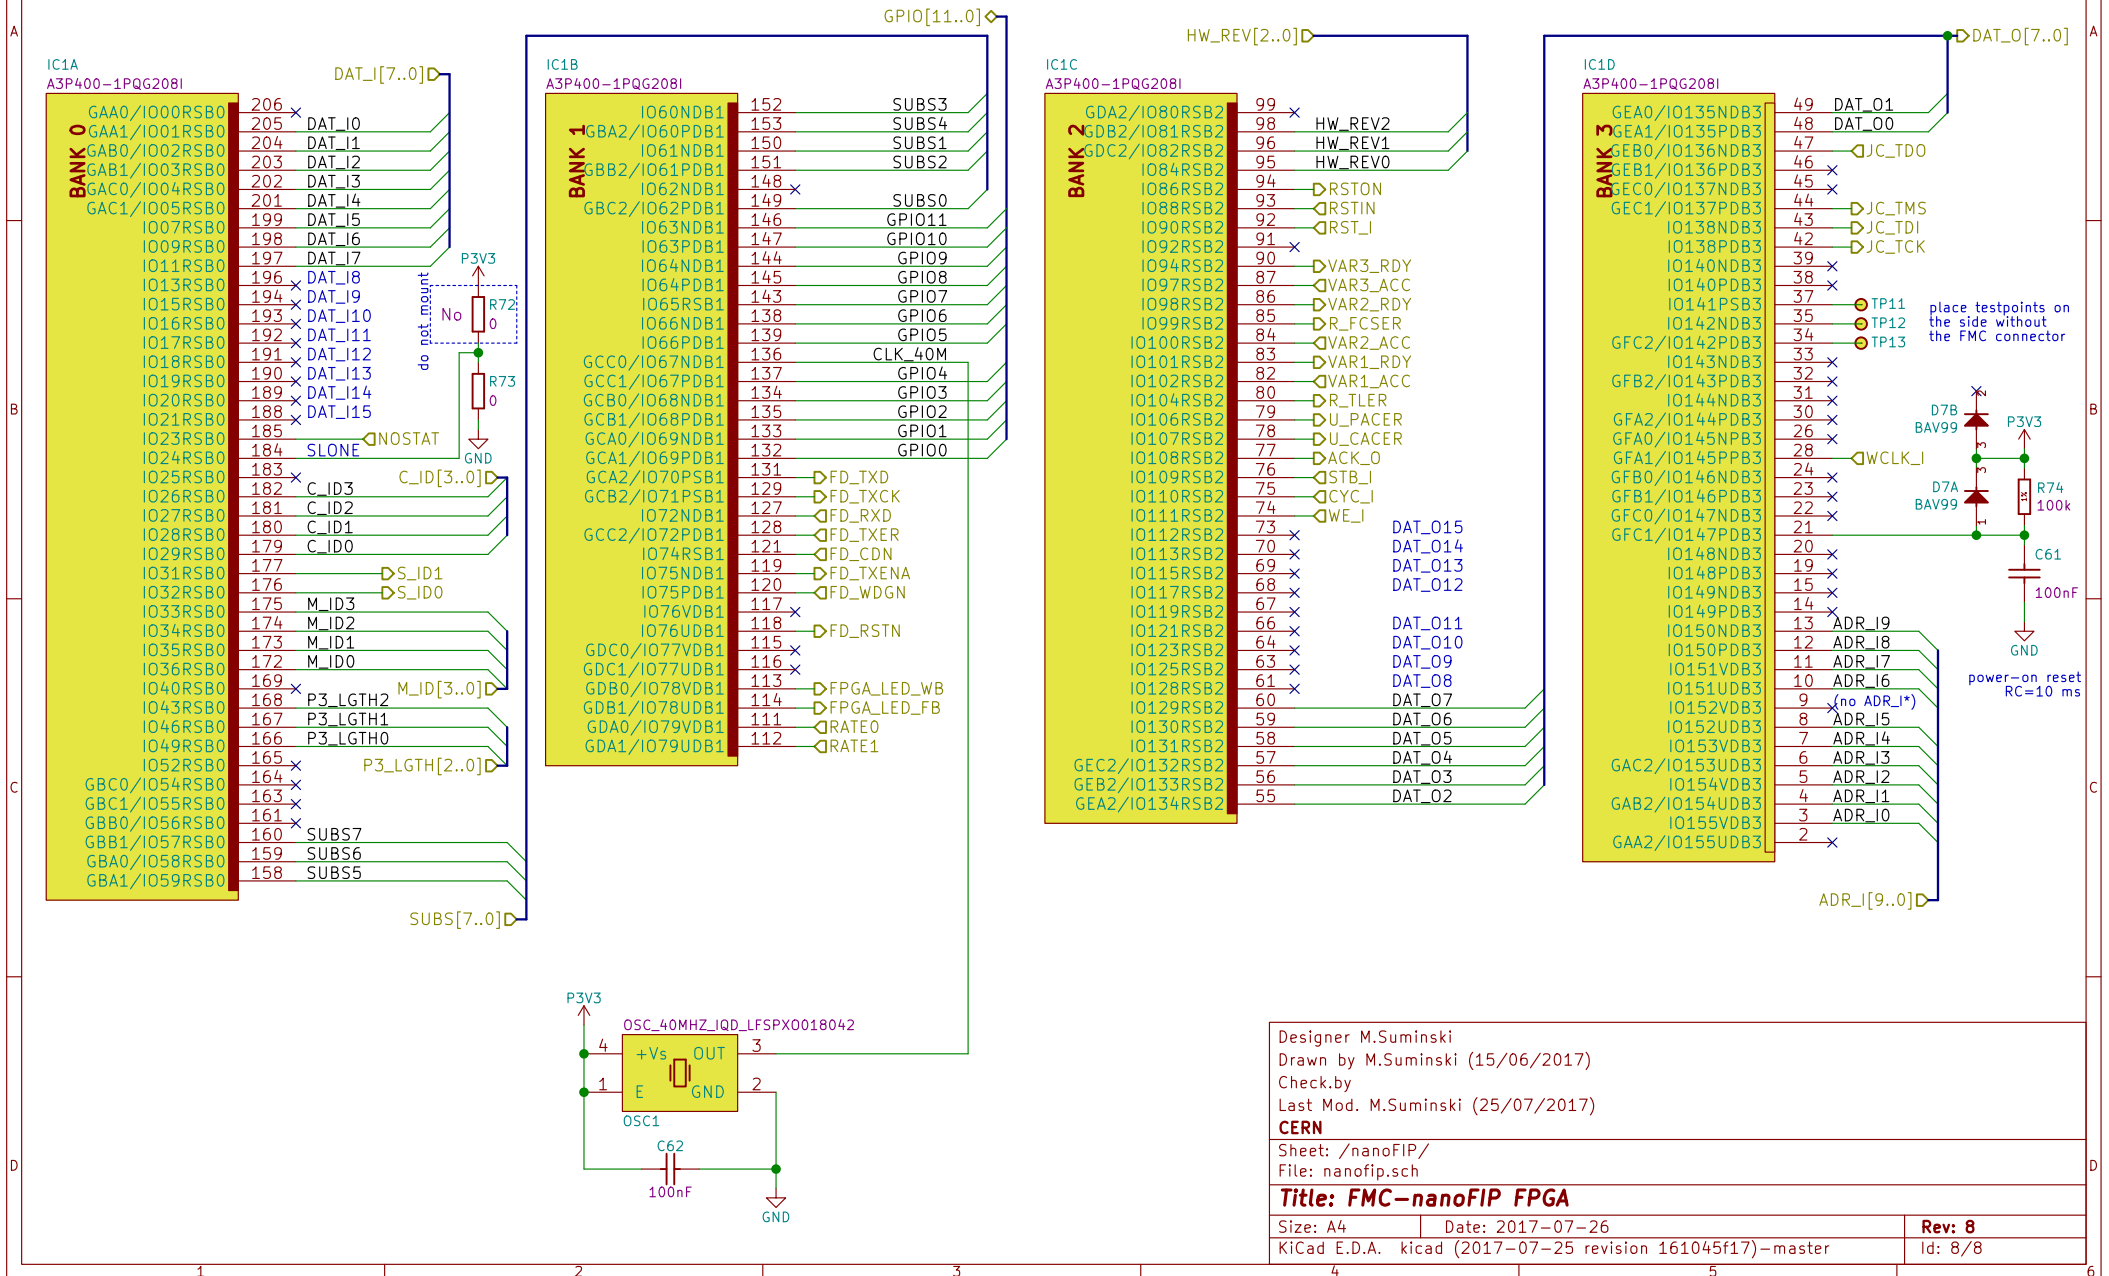 GPIO[11..0]
HW_REV[2..0]
DAT_O[7..0]
A
A
IC1A
A3P400-1PQG208I
DAT_I[7..0]
BANK 0
GAA0/IO00RSB0 206
GAA1/IO01RSB0 205 DAT_I0
GAB0/IO02RSB0 204 DAT_I1
GAB1/IO03RSB0 203 DAT_I2
GAC0/IO04RSB0 202 DAT_I3
GAC1/IO05RSB0 201 DAT_I4
IO07RSB0 199 DAT_I5
IO09RSB0 198 DAT_I6
IO11RSB0 197 DAT_I7
IO13RSB0 196 DAT_I8
IO15RSB0 194 DAT_I9
IO16RSB0 193 DAT_I10
IO17RSB0 192 DAT_I11
IO18RSB0 191 DAT_I12
IO19RSB0 190 DAT_I13
IO20RSB0 189 DAT_I14
IO21RSB0 188 DAT_I15
IO23RSB0 185 NOSTAT
IO24RSB0 184 SLONE
IO25RSB0 183
C_ID[3..0]
IO26RSB0 182 C_ID3
IO27RSB0 181 C_ID2
IO28RSB0 180 C_ID1
IO29RSB0 179 C_ID0
IO31RSB0 177 S_ID1
IO32RSB0 176 S_ID0
IO33RSB0 175 M_ID3
IO34RSB0 174 M_ID2
IO35RSB0 173 M_ID1
IO36RSB0 172 M_ID0
IO40RSB0 169
M_ID[3..0]
IO43RSB0 168 P3_LGTH2
IO46RSB0 167 P3_LGTH1
IO49RSB0 166 P3_LGTH0
IO52RSB0 165
P3_LGTH[2..0]
GBC0/IO54RSB0 164
GBC1/IO55RSB0 163
GBB0/IO56RSB0 161
GBB1/IO57RSB0 160 SUBS7
GBA0/IO58RSB0 159 SUBS6
GBA1/IO59RSB0 158 SUBS5
SUBS[7..0]
P3V3
do not mount
No
R72
0
R73
0
GND
IC1B
A3P400-1PQG208I
BANK 1
IO60NDB1 152 SUBS3
GBA2/IO60PDB1 153 SUBS4
IO61NDB1 150 SUBS1
GBB2/IO61PDB1 151 SUBS2
IO62NDB1 148
GBC2/IO62PDB1 149 SUBS0
IO63NDB1 146 GPIO11
IO63PDB1 147 GPIO10
IO64NDB1 144 GPIO9
IO64PDB1 145 GPIO8
IO65RSB1 143 GPIO7
IO66NDB1 138 GPIO6
IO66PDB1 139 GPIO5
GCC0/IO67NDB1 136 CLK_40M
GCC1/IO67PDB1 137 GPIO4
GCB0/IO68NDB1 134 GPIO3
GCB1/IO68PDB1 135 GPIO2
GCA0/IO69NDB1 133 GPIO1
GCA1/IO69PDB1 132 GPIO0
GCA2/IO70PSB1 131 FD_TXD
GCB2/IO71PSB1 129 FD_TXCK
IO72NDB1 127 FD_RXD
GCC2/IO72PDB1 128 FD_TXER
IO74RSB1 121 FD_CDN
IO75NDB1 119 FD_TXENA
IO75PDB1 120 FD_WDGN
IO76VDB1 117
IO76UDB1 118 FD_RSTN
GDC0/IO77VDB1 115
GDC1/IO77UDB1 116
GDB0/IO78VDB1 113 FPGA_LED_WB
GDB1/IO78UDB1 114 FPGA_LED_FB
GDA0/IO79VDB1 111 RATE0
GDA1/IO79UDB1 112 RATE1
IC1C
A3P400-1PQG208I
BANK 2
GDA2/IO80RSB2 99
GDB2/IO81RSB2 98 HW_REV2
GDC2/IO82RSB2 96 HW_REV1
IO84RSB2 95 HW_REV0
IO86RSB2 94 RSTON
IO88RSB2 93 RSTIN
IO90RSB2 92 RST_I
IO92RSB2 91
IO94RSB2 90 VAR3_RDY
IO97RSB2 87 VAR3_ACC
IO98RSB2 86 VAR2_RDY
IO99RSB2 85 R_FCSER
IO100RSB2 84 VAR2_ACC
IO101RSB2 83 VAR1_RDY
IO102RSB2 82 VAR1_ACC
IO104RSB2 80 R_TLER
IO106RSB2 79 U_PACER
IO107RSB2 78 U_CACER
IO108RSB2 77 ACK_O
IO109RSB2 76 STB_I
IO110RSB2 75 CYC_I
IO111RSB2 74 WE_I
IO112RSB2 73 DAT_O15
IO113RSB2 70 DAT_O14
IO115RSB2 69 DAT_O13
IO117RSB2 68 DAT_O12
IO119RSB2 67
IO121RSB2 66 DAT_O11
IO123RSB2 64 DAT_O10
IO125RSB2 63 DAT_O9
IO128RSB2 61 DAT_O8
IO129RSB2 60 DAT_O7
IO130RSB2 59 DAT_O6
IO131RSB2 58 DAT_O5
GEC2/IO132RSB2 57 DAT_O4
GEB2/IO133RSB2 56 DAT_O3
GEA2/IO134RSB2 55 DAT_O2
IC1D
A3P400-1PQG208I
BANK 3
GEA0/IO135NDB3 49 DAT_O1
GEA1/IO135PDB3 48 DAT_O0
GEB0/IO136NDB3 47 JC_TDO
GEB1/IO136PDB3 46
GEC0/IO137NDB3 45
GEC1/IO137PDB3 44 JC_TMS
IO138NDB3 43 JC_TDI
IO138PDB3 42 JC_TCK
IO140NDB3 39
IO140PDB3 38
IO141PSB3 37 TP11
IO142NDB3 35 TP12
GFC2/IO142PDB3 34 TP13
IO143NDB3 33
GFB2/IO143PDB3 32
IO144NDB3 31
GFA2/IO144PDB3 30
GFA0/IO145NPB3 26
GFA1/IO145PPB3 28 WCLK_I
GFB0/IO146NDB3 24
GFB1/IO146PDB3 23
GFC0/IO147NDB3 22
GFC1/IO147PDB3 21
IO148NDB3 20
IO148PDB3 19
IO149NDB3 15
IO149PDB3 14
IO150NDB3 13 ADR_I9
IO150PDB3 12 ADR_I8
IO151VDB3 11 ADR_I7
IO151UDB3 10 ADR_I6
IO152VDB3 9 (no ADR_I*)
IO152UDB3 8 ADR_I5
IO153VDB3 7 ADR_I4
GAC2/IO153UDB3 6 ADR_I3
IO154VDB3 5 ADR_I2
GAB2/IO154UDB3 4 ADR_I1
IO155VDB3 3 ADR_I0
GAA2/IO155UDB3 2
ADR_I[9..0]
place testpoints on
the side without
the FMC connector
2
D7B
BAV99
3
P3V3
3
D7A
BAV99
1
1%
R74
100k
C61
100nF
GND
power-on reset
RC=10 ms
B
B
C
C
P3V3
OSC_40MHZ_IQD_LFSPXO018042
4 +Vs OUT 3
1 E GND 2
OSC1
C62
100nF
GND
D
D
Designer M.Suminski
Drawn by M.Suminski (15/06/2017)
Check.by
Last Mod. M.Suminski (25/07/2017)
CERN
Sheet: /nanoFIP/
File: nanofip.sch
Title: FMC-nanoFIP FPGA
Size: A4 Date: 2017-07-26 Rev: 8
KiCad E.D.A. kicad (2017-07-25 revision 161045f17)-master Id: 8/8
1 2 3 4 5 6